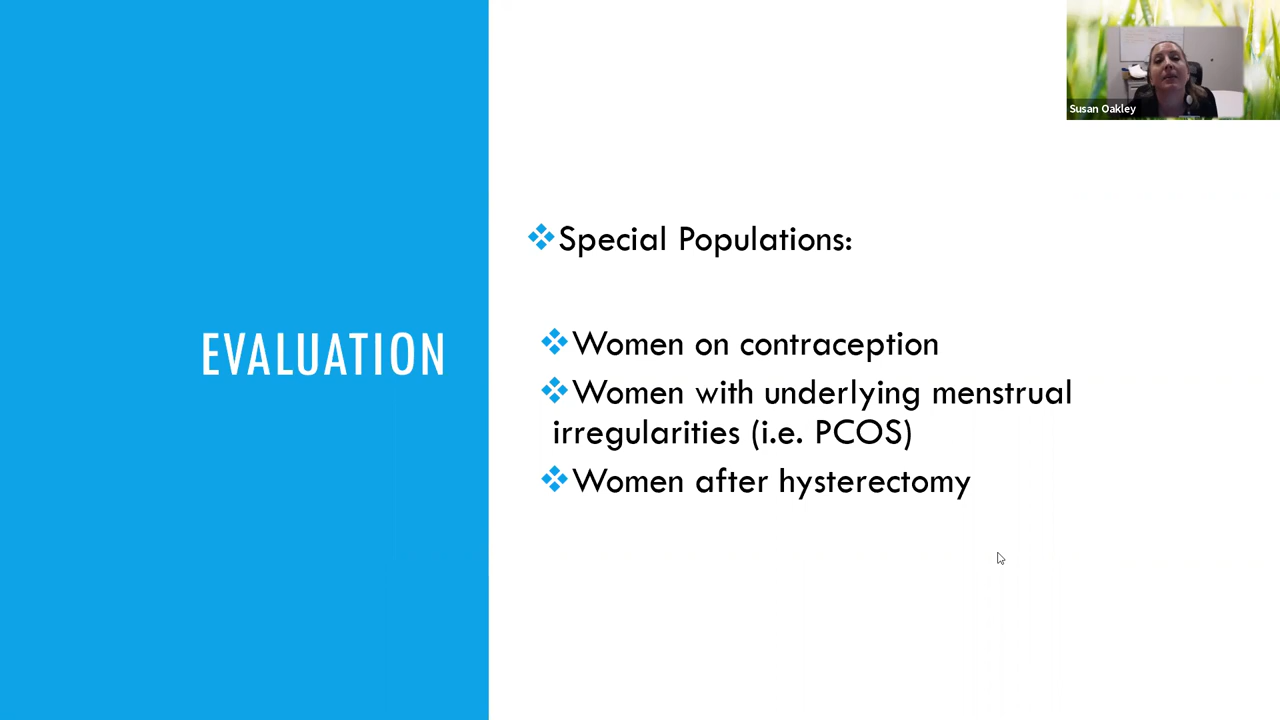 Susan Oakley
EVALUATION
Special Populations:
Women on contraception
Women with underlying menstrual
irregularities (i.e. PCOS)
Women after hysterectomy